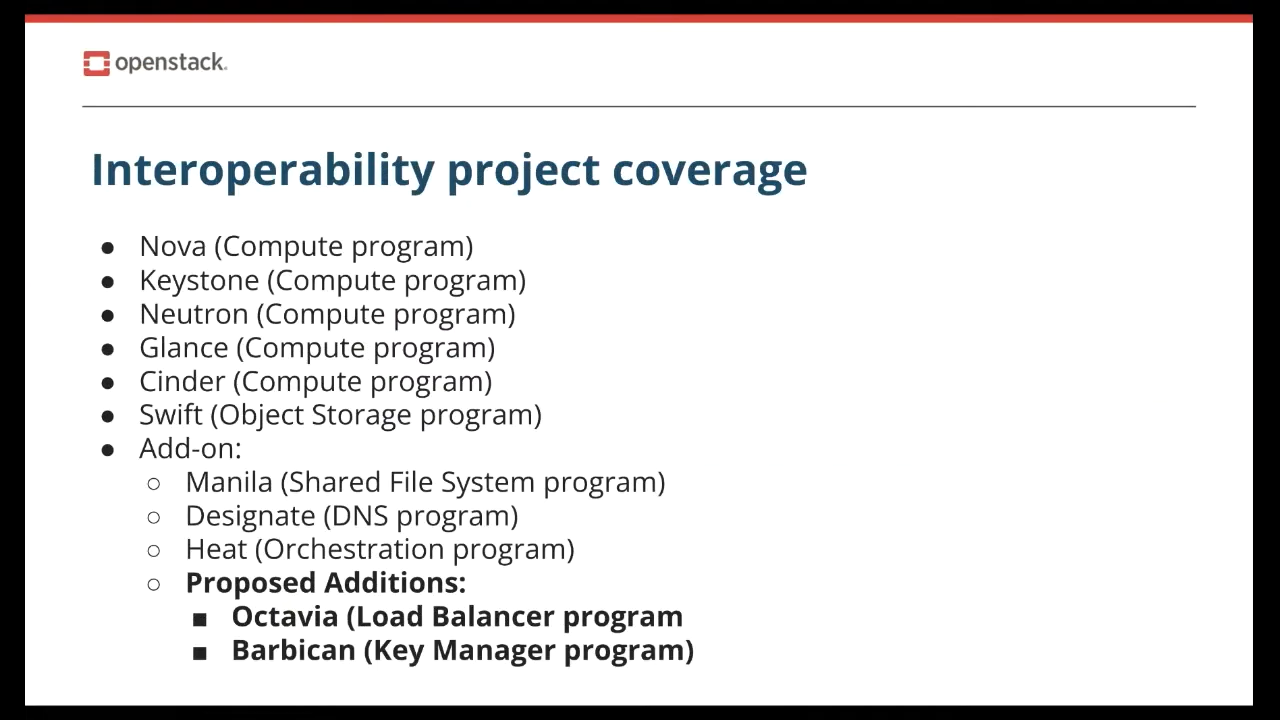 openstack.
Interoperability project coverage
● Nova (Compute program)
● Keystone (Compute program)
● Neutron (Compute program)
● Glance (Compute program)
● Cinder (Compute program)
● Swift (Object Storage program)
● Add-on:
○ Manila (Shared File System program)
○ Designate (DNS program)
○ Heat (Orchestration program)
○ Proposed Additions:
■ Octavia (Load Balancer program
■ Barbican (Key Manager program)